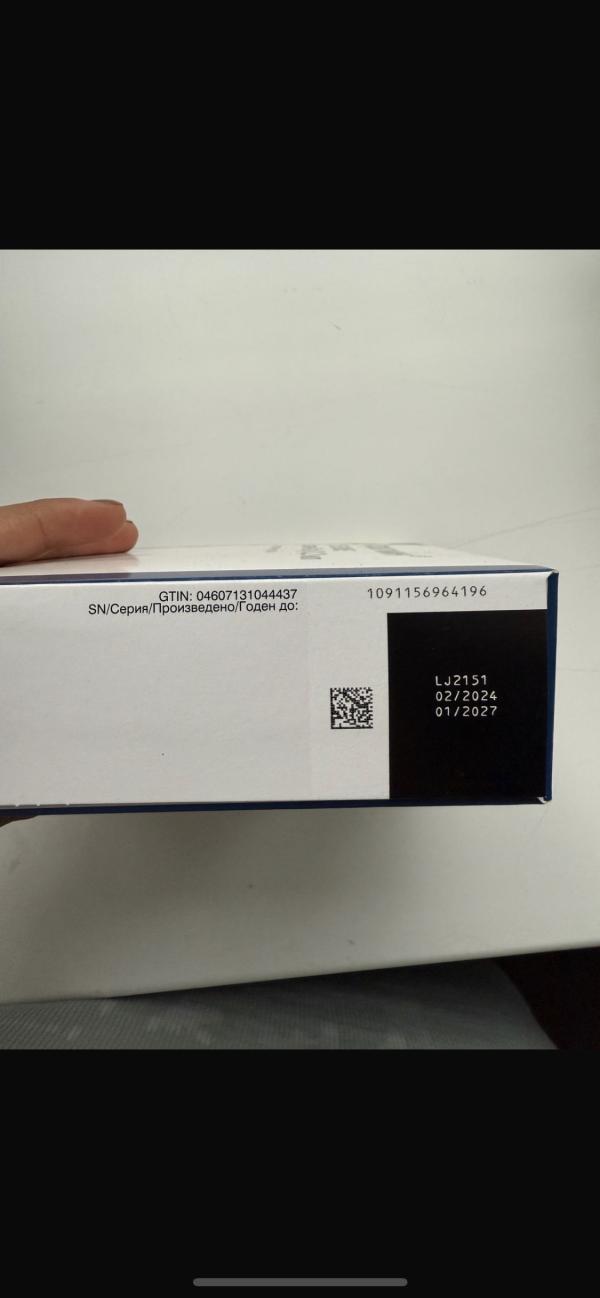 GTIN: 04607131044437
SN/Серия/Произведено/Годен до:
1091156964196
LJ2151
02/2024
01/2027